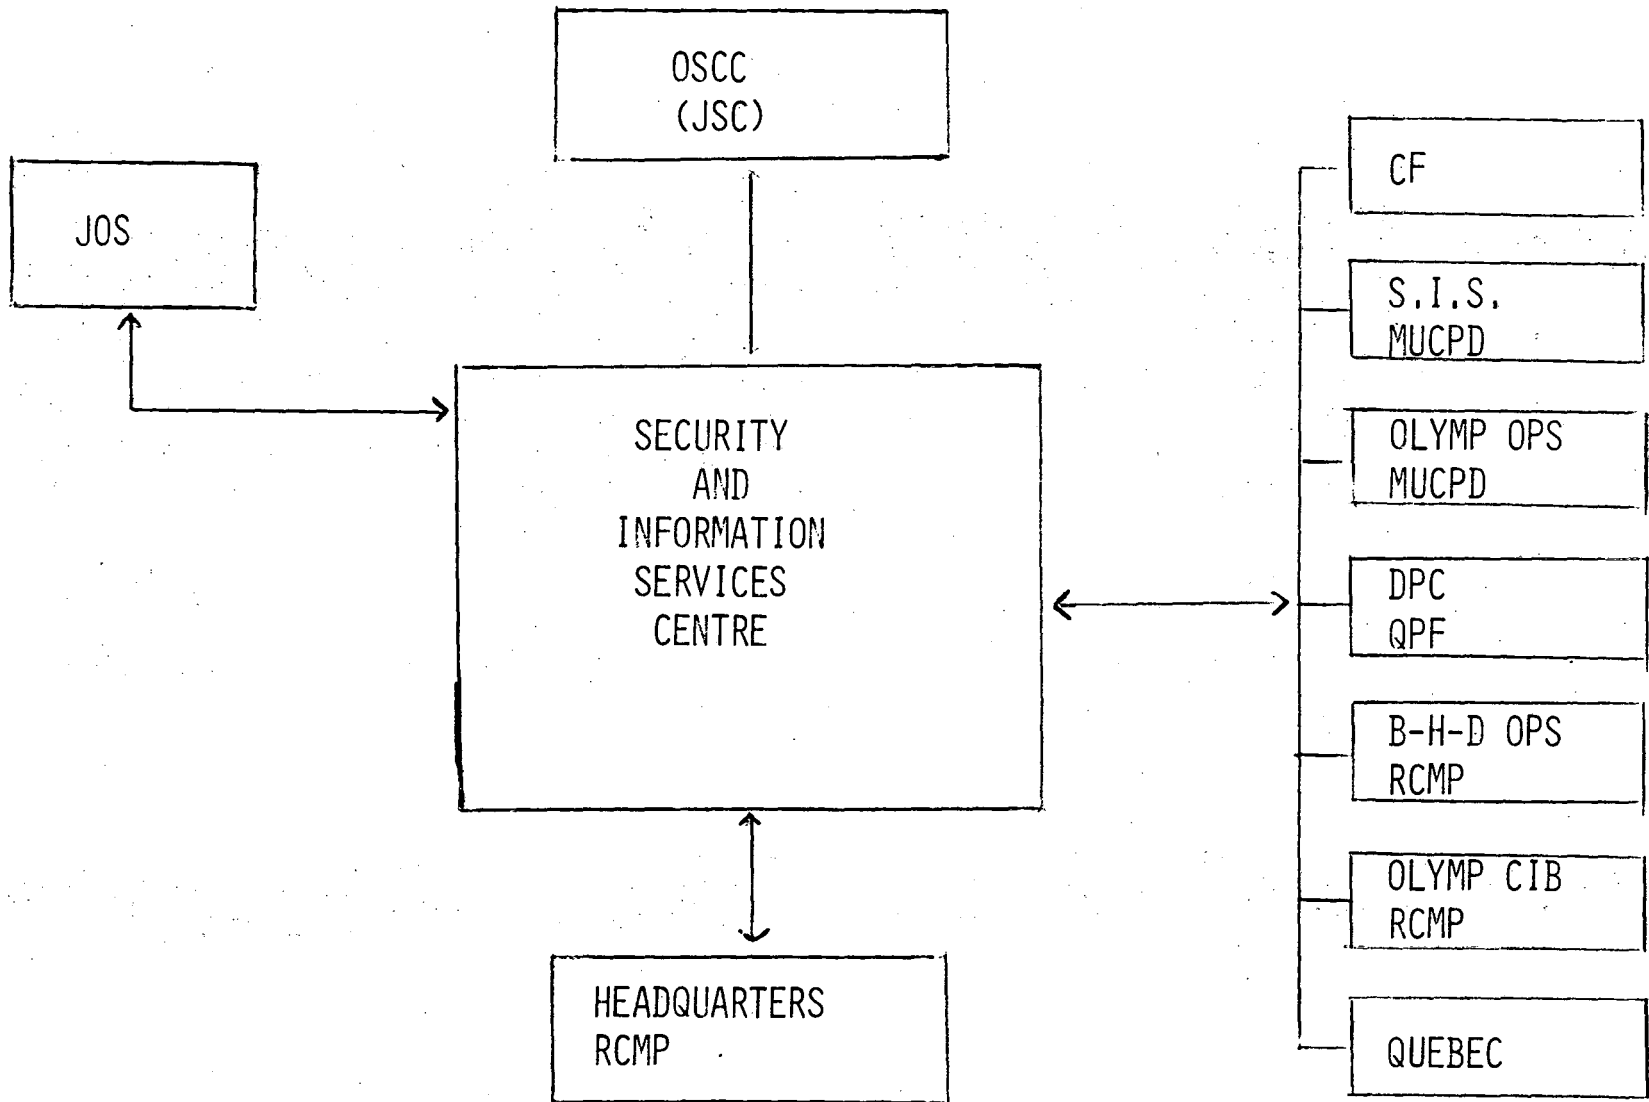 OSCC
(JSC)
JOS
SECURITY
AND
INFORMATION
SERVICES
CENTRE
HEADQUARTERS
RCMP
CF
S.I.S.
MUCPD
OLYMP OPS
MUCPD
DPC
QPF
B-H-D OPS
RCMP
OLYMP CIB
RCMP
QUEBEC